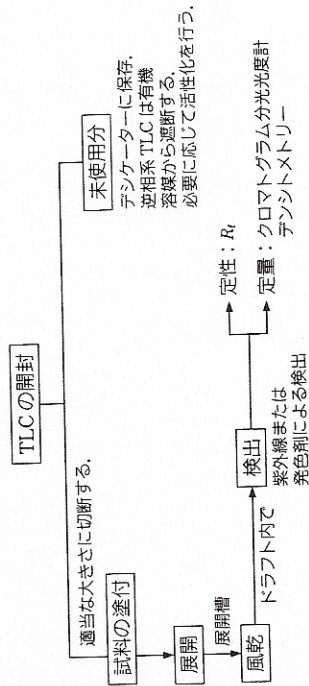 TLCの開封
適当な大きさに切断する.
未使用分
デシケーターに保存.
逆相系TLCは有機
溶媒から遮断する.
必要に応じて活性化を行う.
試料の塗付
展開
展開槽
風乾
ドラフト内で
検出
紫外線または
発色剤による検出
定性：Rf
定量：クロマトグラム分光光度計
デンシトメトリー